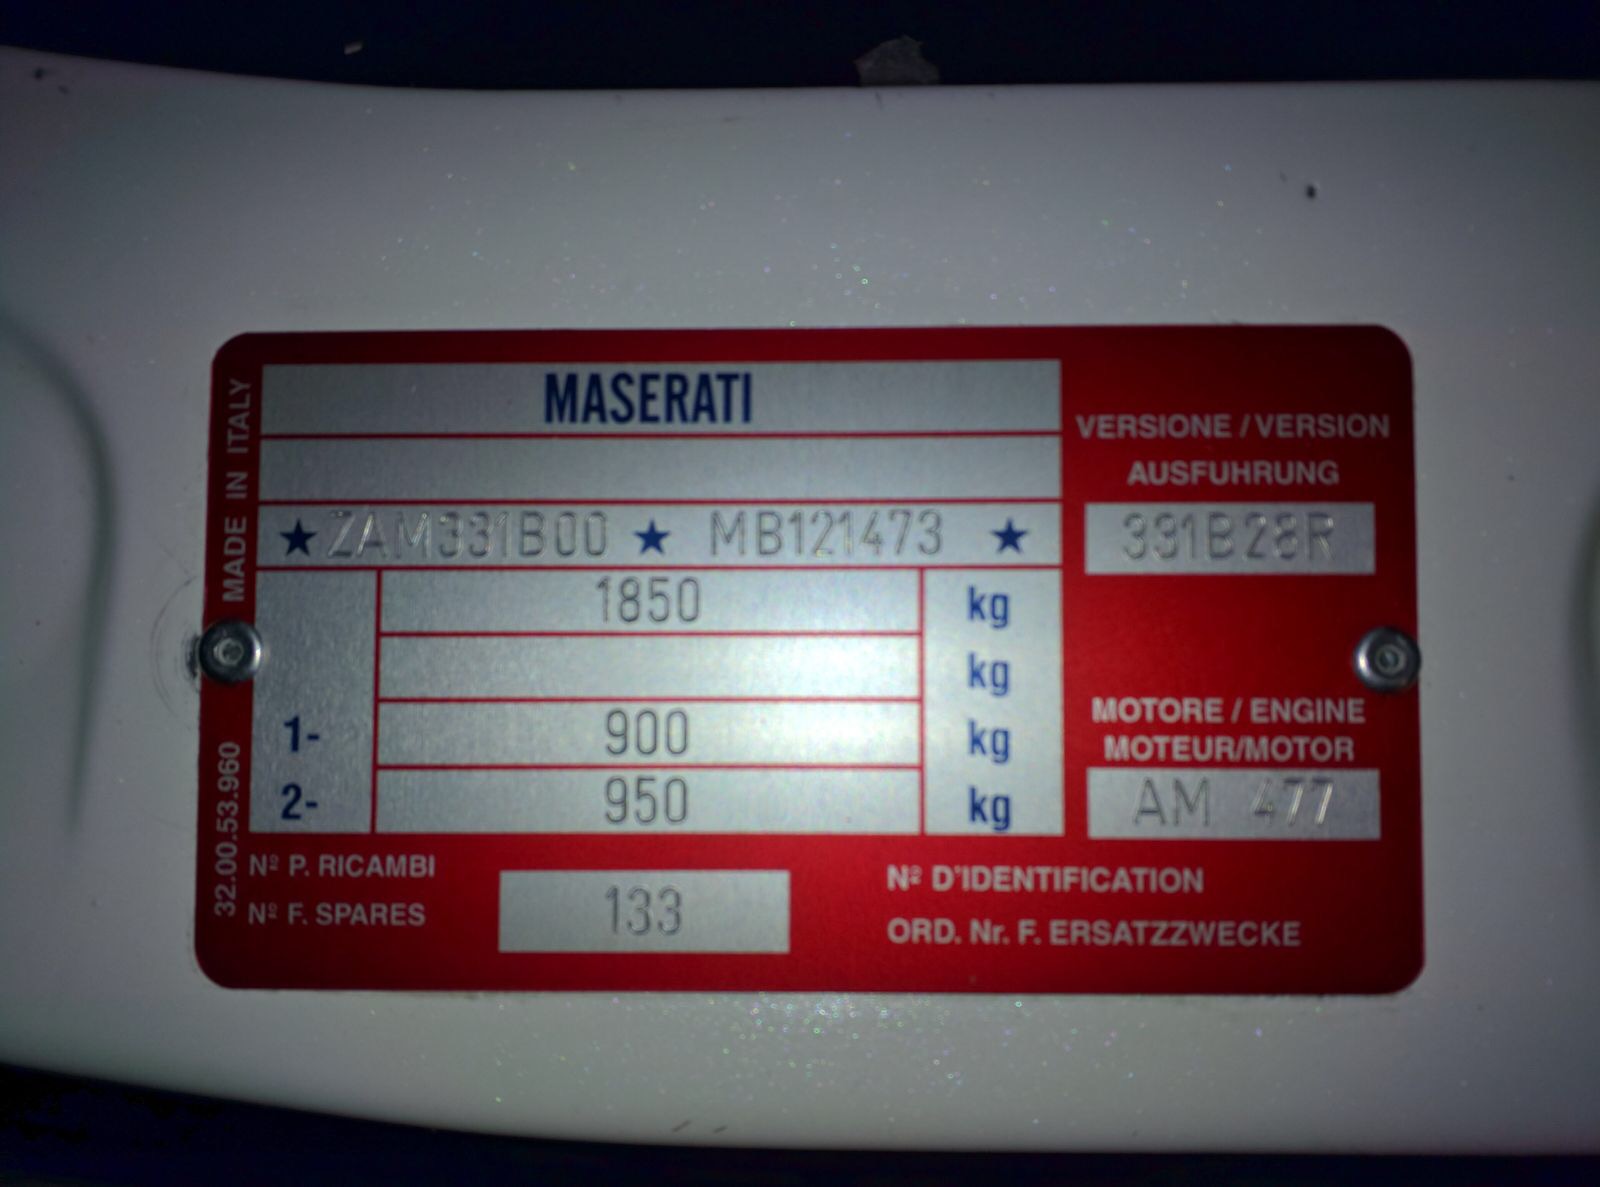 MASERATI
★ ZAM331B00 ★ MB121473 ★
1850 kg
kg
1- 900 kg
2- 950 kg
MADE IN ITALY
32.00.53.960
VERSIONE / VERSION
AUSFUHRUNG
331B28R
MOTORE / ENGINE
MOTEUR/MOTOR
AM 477
Nº P. RICAMBI
Nº F. SPARES
133
Nº D'IDENTIFICATION
ORD. Nr. F. ERSATZZWECKE